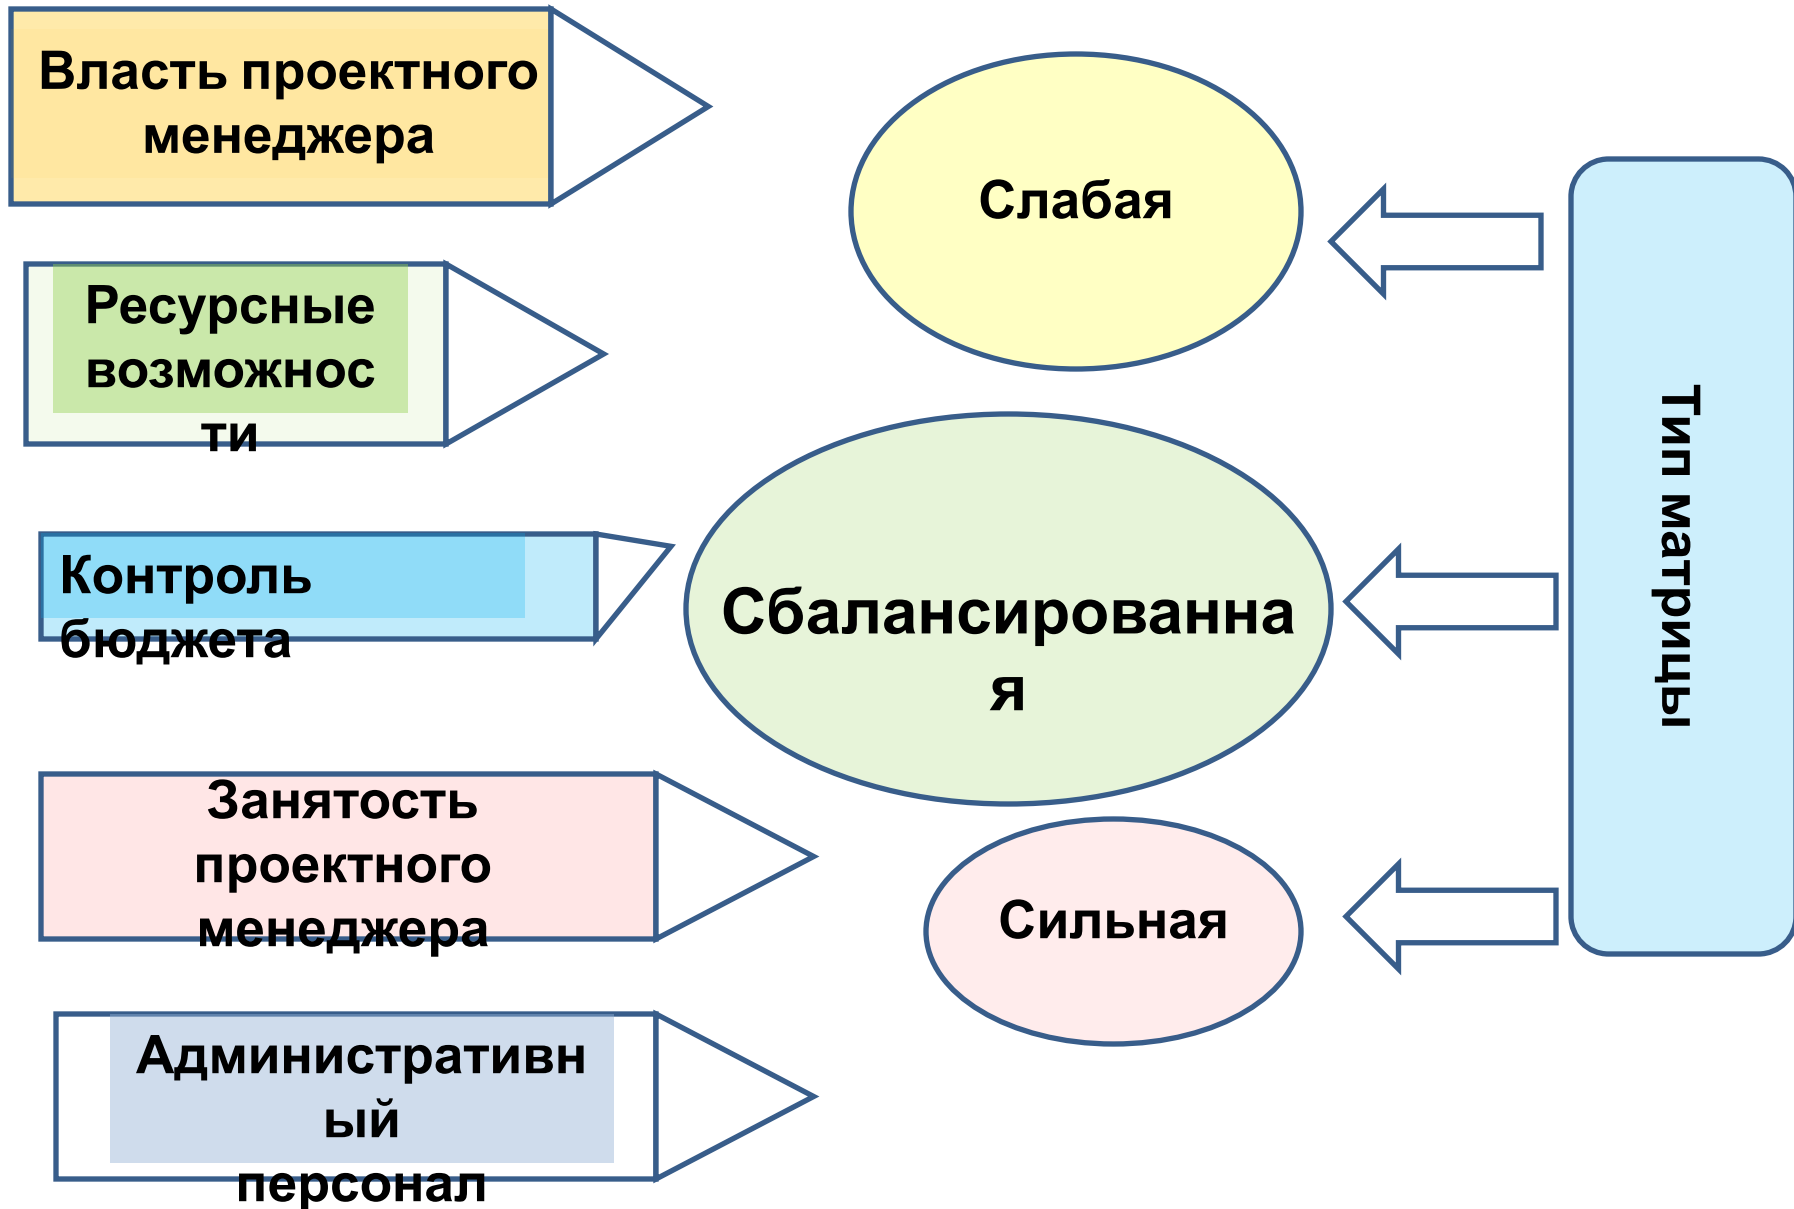 Власть проектного
менеджера
Ресурсные
возможнос
ти
Контроль
бюджета
Занятость
проектного
менеджера
Административн
ый
персонал
Слабая
Сбалансированна
я
Сильная
Тип матрицы